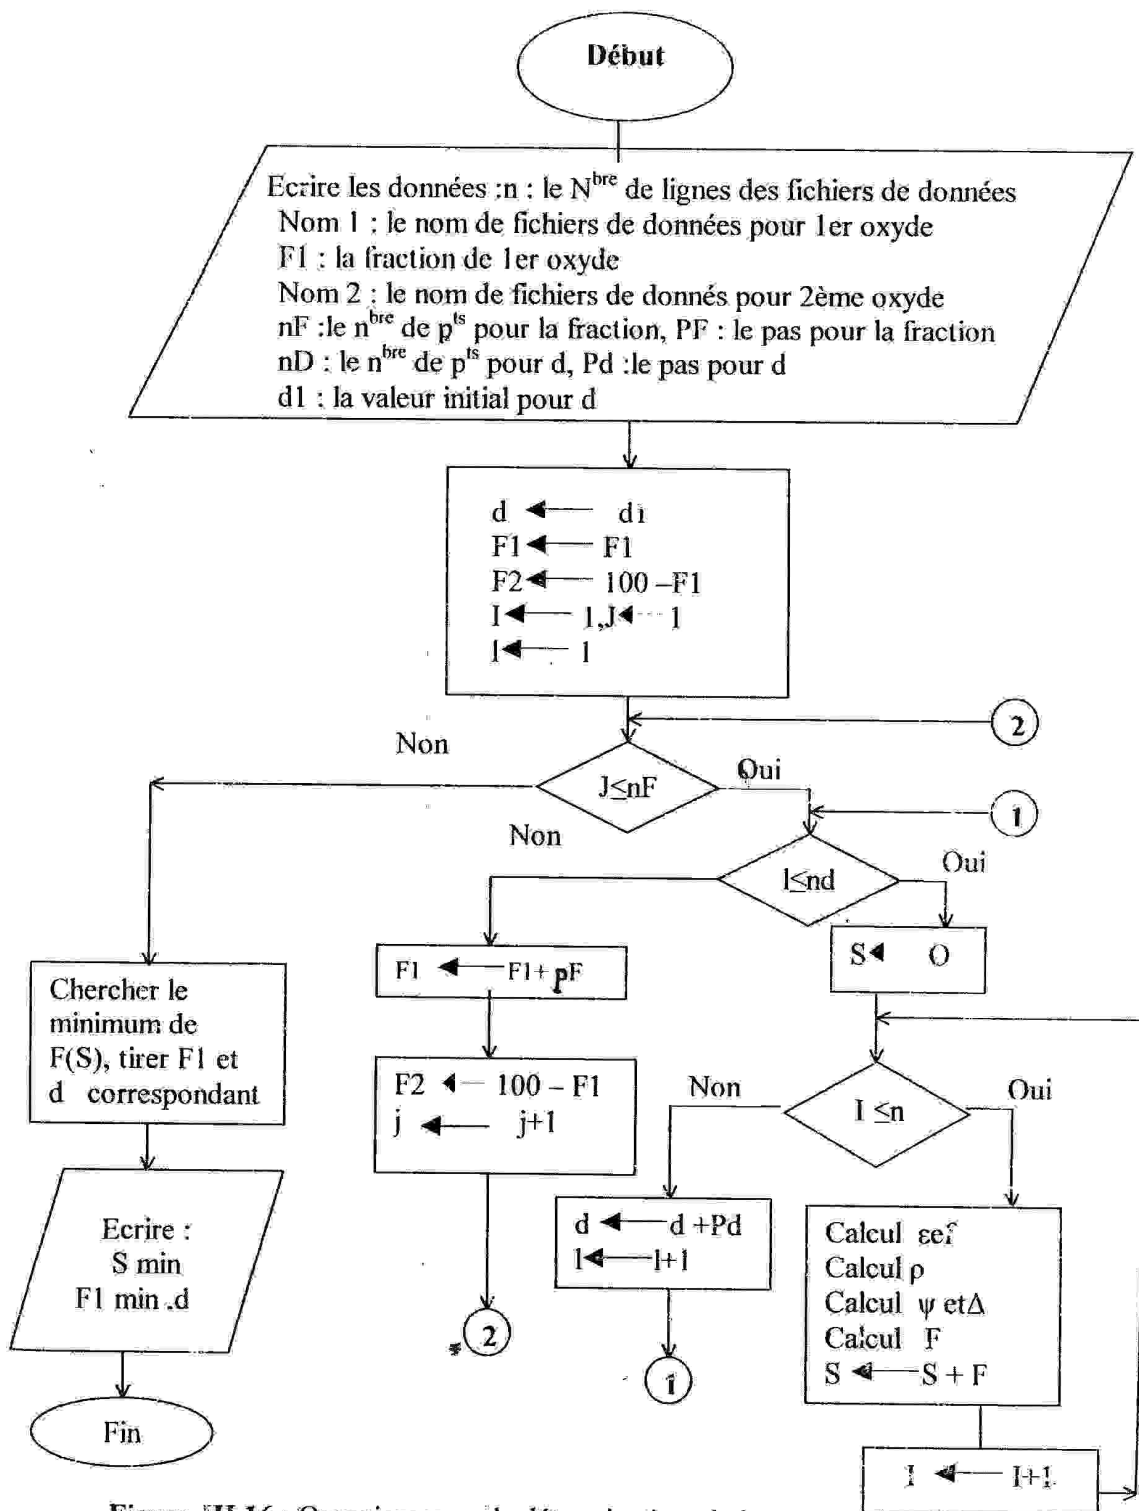 Début
Ecrire les données :n : le Nbre de lignes des fichiers de données
Nom 1 : le nom de fichiers de données pour 1er oxyde
F1 : la fraction de 1er oxyde
Nom 2 : le nom de fichiers de donnés pour 2ème oxyde
nF :le nbre de pts pour la fraction, PF : le pas pour la fraction
nD : le nbre de pts pour d, Pd :le pas pour d
d1 : la valeur initial pour d
d ← d1
F1 ← F1
F2 ← 100 –F1
I ← 1,J ← 1
l ← 1
2
Non
J≤nF
Oui
1
Non
l≤nd
Oui
F1 ← F1+ pF
S ← O
Chercher le
minimum de
F(S), tirer F1 et
d correspondant
F2 ← 100 – F1
j ← j+1
Non
I ≤n
Oui
Ecrire :
S min
F1 min .d
d ← d +Pd
l ← l+1
Calcul εef
Calcul ρ
Calcul ψ etΔ
Calcul F
S ← S + F
2
1
Fin
I ← I+1